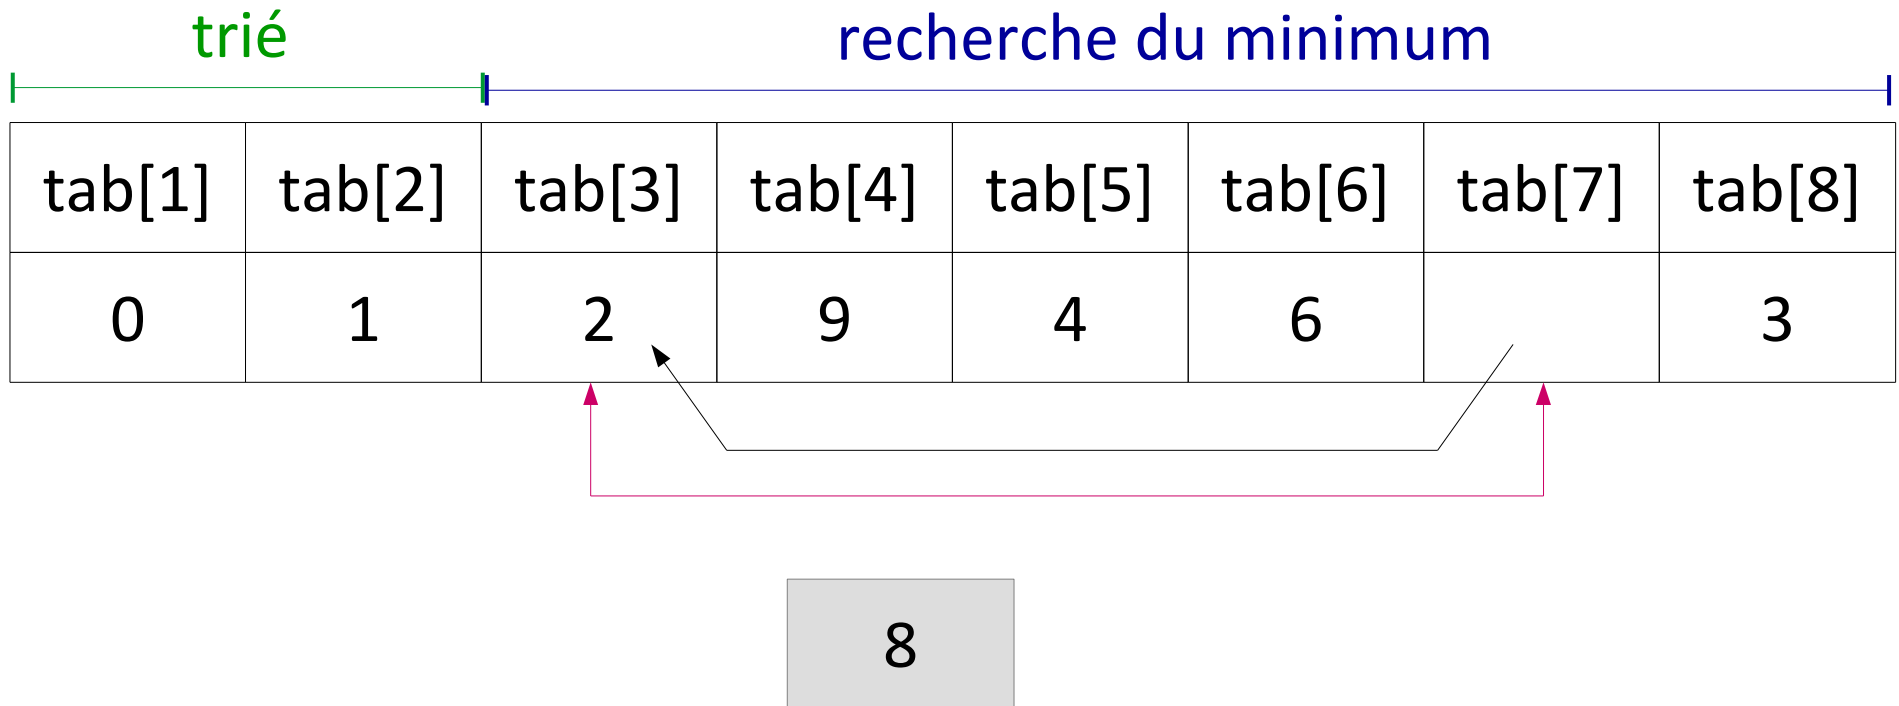 trié recherche du minimum
tab[1] tab[2] tab[3] tab[4] tab[5] tab[6] tab[7] tab[8]
0 1 2 9 4 6 3
8